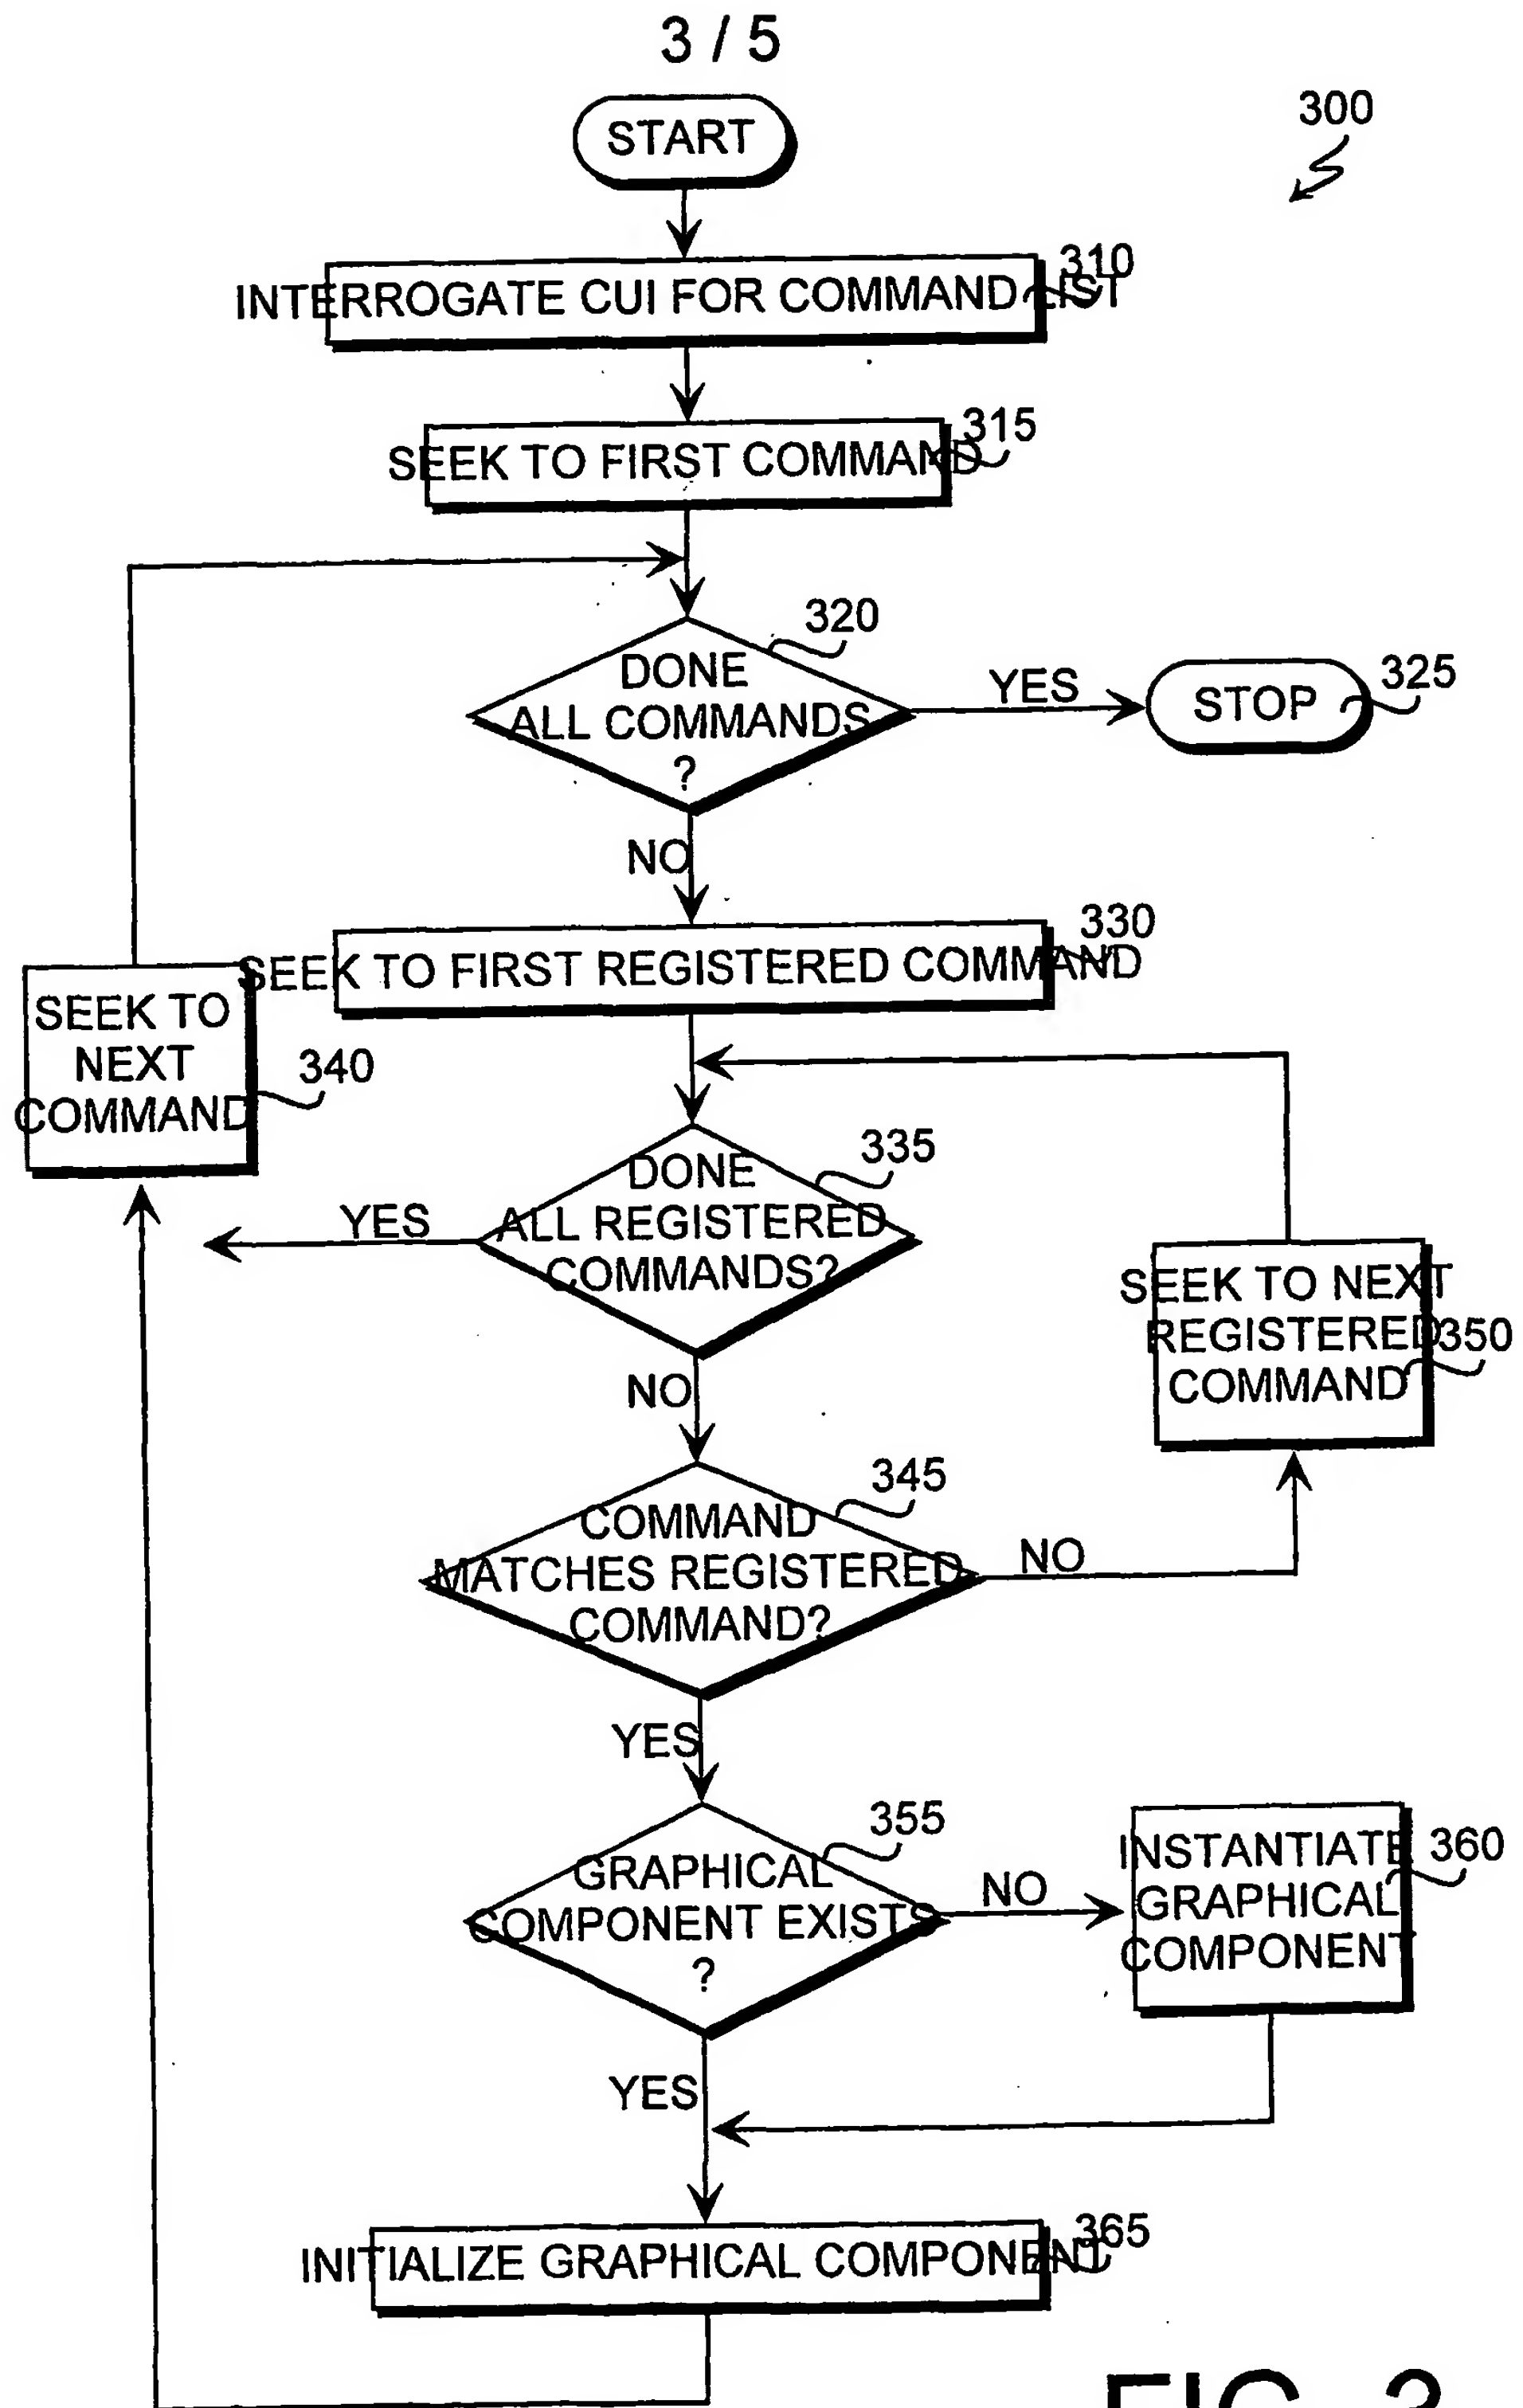 3 / 5
START
300
310
INTERROGATE CUI FOR COMMAND LIST
315
SEEK TO FIRST COMMAND
320
DONE
ALL COMMANDS
?
YES
STOP
325
NO
330
SEEK TO FIRST REGISTERED COMMAND
SEEK TO
NEXT
COMMAND
340
335
DONE
ALL REGISTERED
COMMANDS?
YES
SEEK TO NEXT
REGISTERED
COMMAND
350
NO
345
COMMAND
MATCHES REGISTERED
COMMAND?
NO
YES
355
GRAPHICAL
COMPONENT EXISTS
?
NO
INSTANTIATE
GRAPHICAL
COMPONENT
360
YES
365
INITIALIZE GRAPHICAL COMPONENT